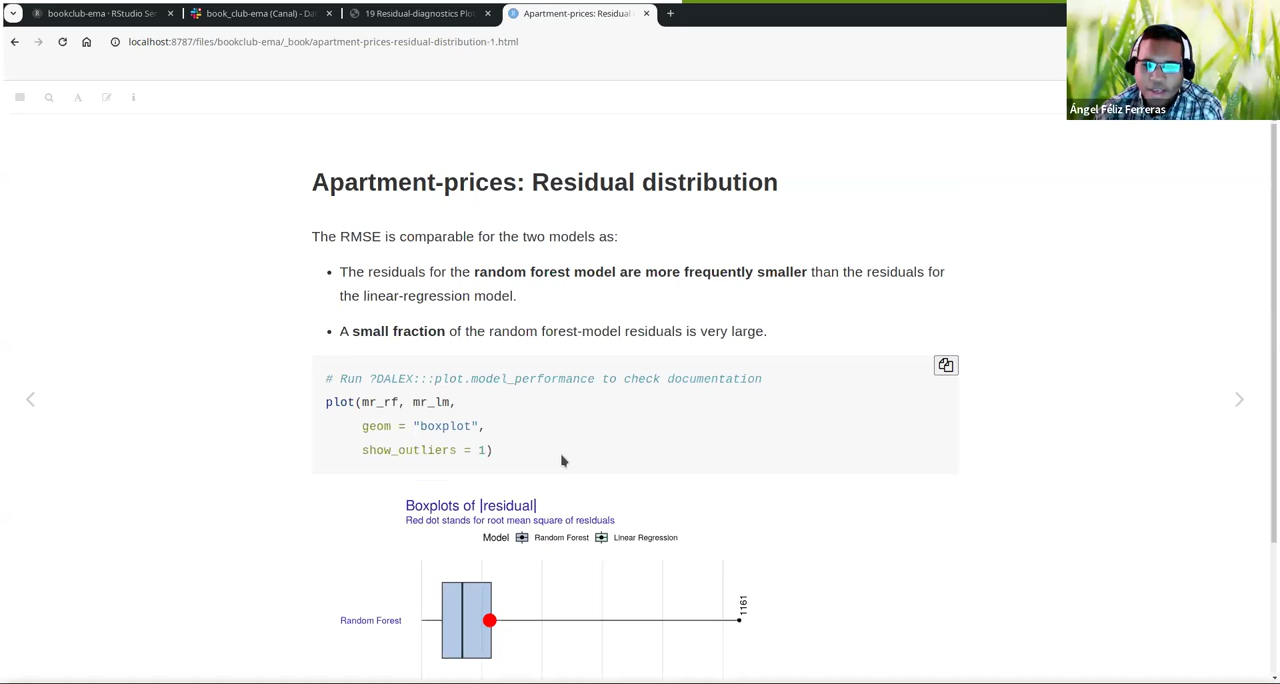 bookclub-ema · RStudio Ser
book_club-ema (Canal) - Da
19 Residual-diagnostics Plo
Apartment-prices: Residual
localhost:8787/files/bookclub-ema/_book/apartment-prices-residual-distribution-1.html
Ángel Féliz Ferreras
Apartment-prices: Residual distribution
The RMSE is comparable for the two models as:
• The residuals for the random forest model are more frequently smaller than the residuals for
the linear-regression model.
• A small fraction of the random forest-model residuals is very large.
# Run ?DALEX:::plot.model_performance to check documentation
plot(mr_rf, mr_lm,
geom = "boxplot",
show_outliers = 1)
Boxplots of |residual|
Red dot stands for root mean square of residuals
Model Random Forest Linear Regression
1161
Random Forest